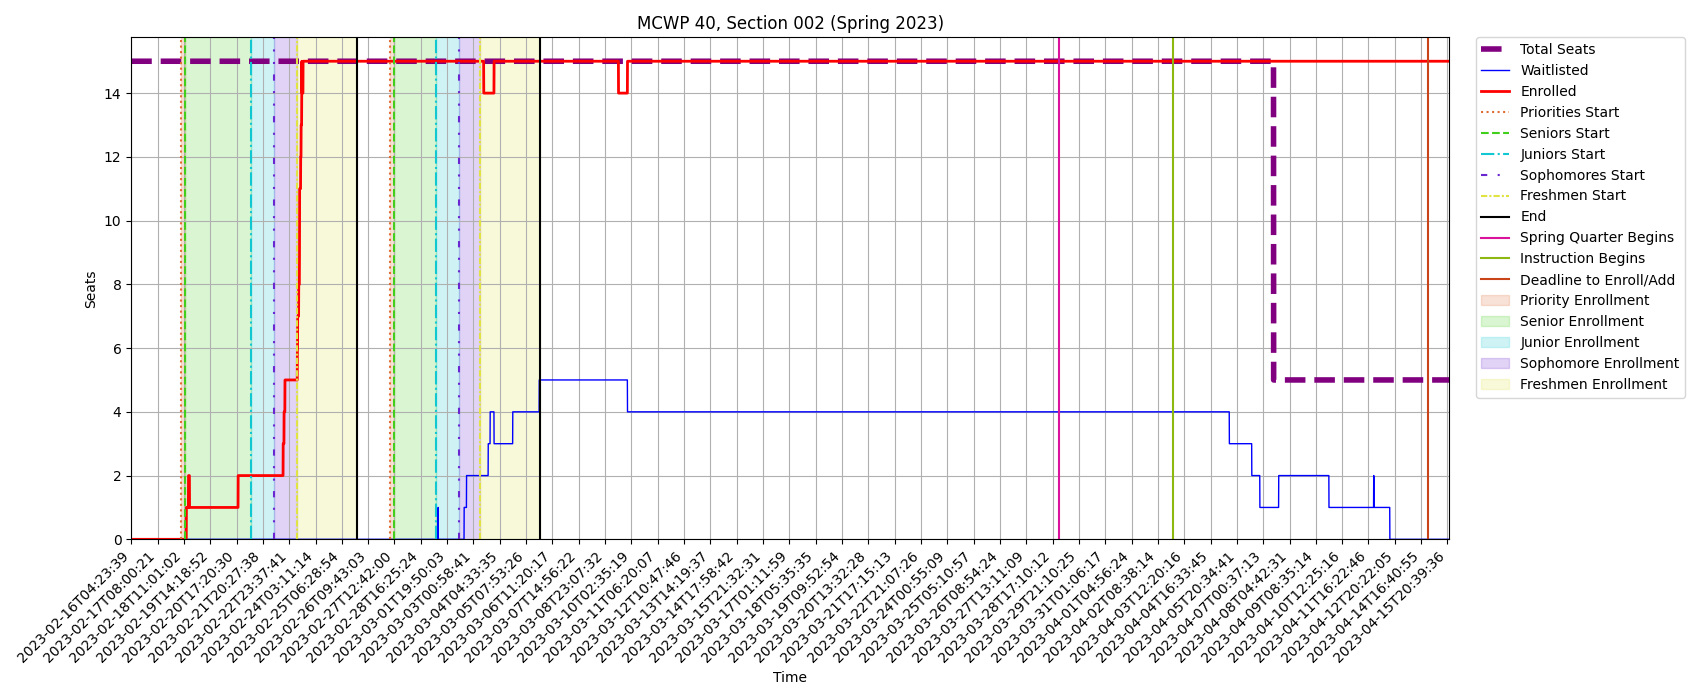 MCWP 40, Section 002 (Spring 2023)
Seats
14
12
10
8
6
4
2
0
2023-02-16T04:23:39
2023-02-17T08:00:21
2023-02-18T11:01:02
2023-02-19T14:18:52
2023-02-20T17:20:30
2023-02-21T20:27:38
2023-02-22T23:37:41
2023-02-24T03:11:14
2023-02-25T06:28:54
2023-02-26T09:43:03
2023-02-27T12:42:00
2023-02-28T16:25:24
2023-03-01T19:50:03
2023-03-03T00:58:41
2023-03-04T04:33:35
2023-03-05T07:53:26
2023-03-06T11:20:17
2023-03-07T14:56:22
2023-03-08T23:07:32
2023-03-10T02:35:19
2023-03-11T06:20:07
2023-03-12T10:47:46
2023-03-13T14:19:37
2023-03-14T17:58:42
2023-03-15T21:32:31
2023-03-17T01:11:59
2023-03-18T05:35:35
2023-03-19T09:52:54
2023-03-20T13:32:28
2023-03-21T17:15:13
2023-03-22T21:07:26
2023-03-24T00:55:09
2023-03-25T05:10:57
2023-03-26T08:54:24
2023-03-27T13:11:09
2023-03-28T17:10:12
2023-03-29T21:10:25
2023-03-31T01:06:17
2023-04-01T04:56:24
2023-04-02T08:38:14
2023-04-03T12:20:16
2023-04-04T16:33:45
2023-04-05T20:34:41
2023-04-07T00:37:13
2023-04-08T04:42:31
2023-04-09T08:35:14
2023-04-10T12:25:16
2023-04-11T16:22:46
2023-04-12T20:22:05
2023-04-14T16:40:55
2023-04-15T20:39:36
Time
Total Seats
Waitlisted
Enrolled
Priorities Start
Seniors Start
Juniors Start
Sophomores Start
Freshmen Start
End
Spring Quarter Begins
Instruction Begins
Deadline to Enroll/Add
Priority Enrollment
Senior Enrollment
Junior Enrollment
Sophomore Enrollment
Freshmen Enrollment